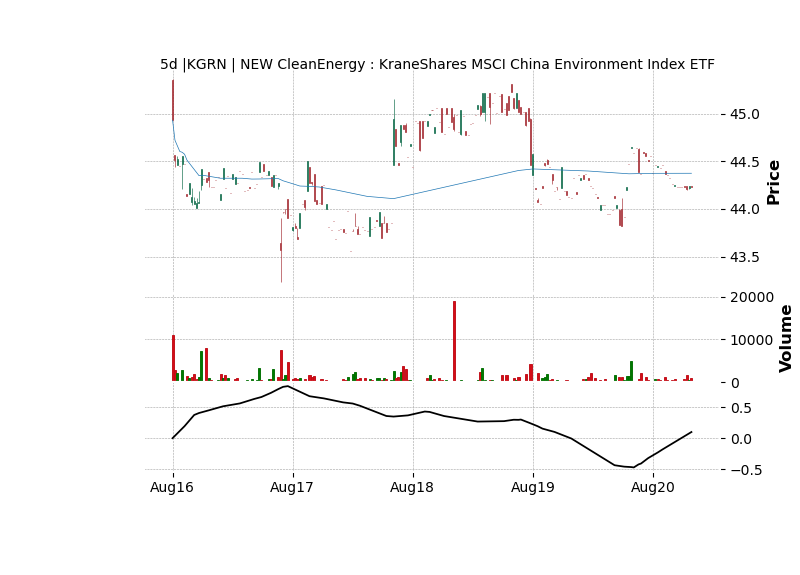 5d |KGRN | NEW CleanEnergy : KraneShares MSCI China Environment Index ETF
45.0
44.5
44.0
43.5
Price
20000
10000
0
Volume
0.5
0.0
−0.5
Aug16 Aug17 Aug18 Aug19 Aug20